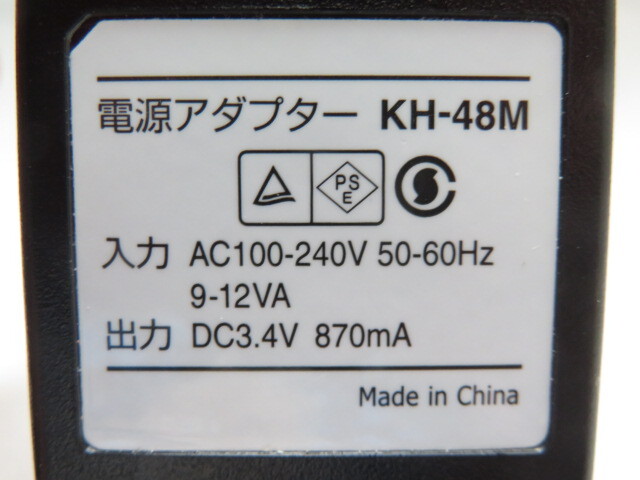 電源アダプター KH-48M
PS
E
入力 AC100-240V 50-60Hz
9-12VA
出力 DC3.4V 870mA
Made in China